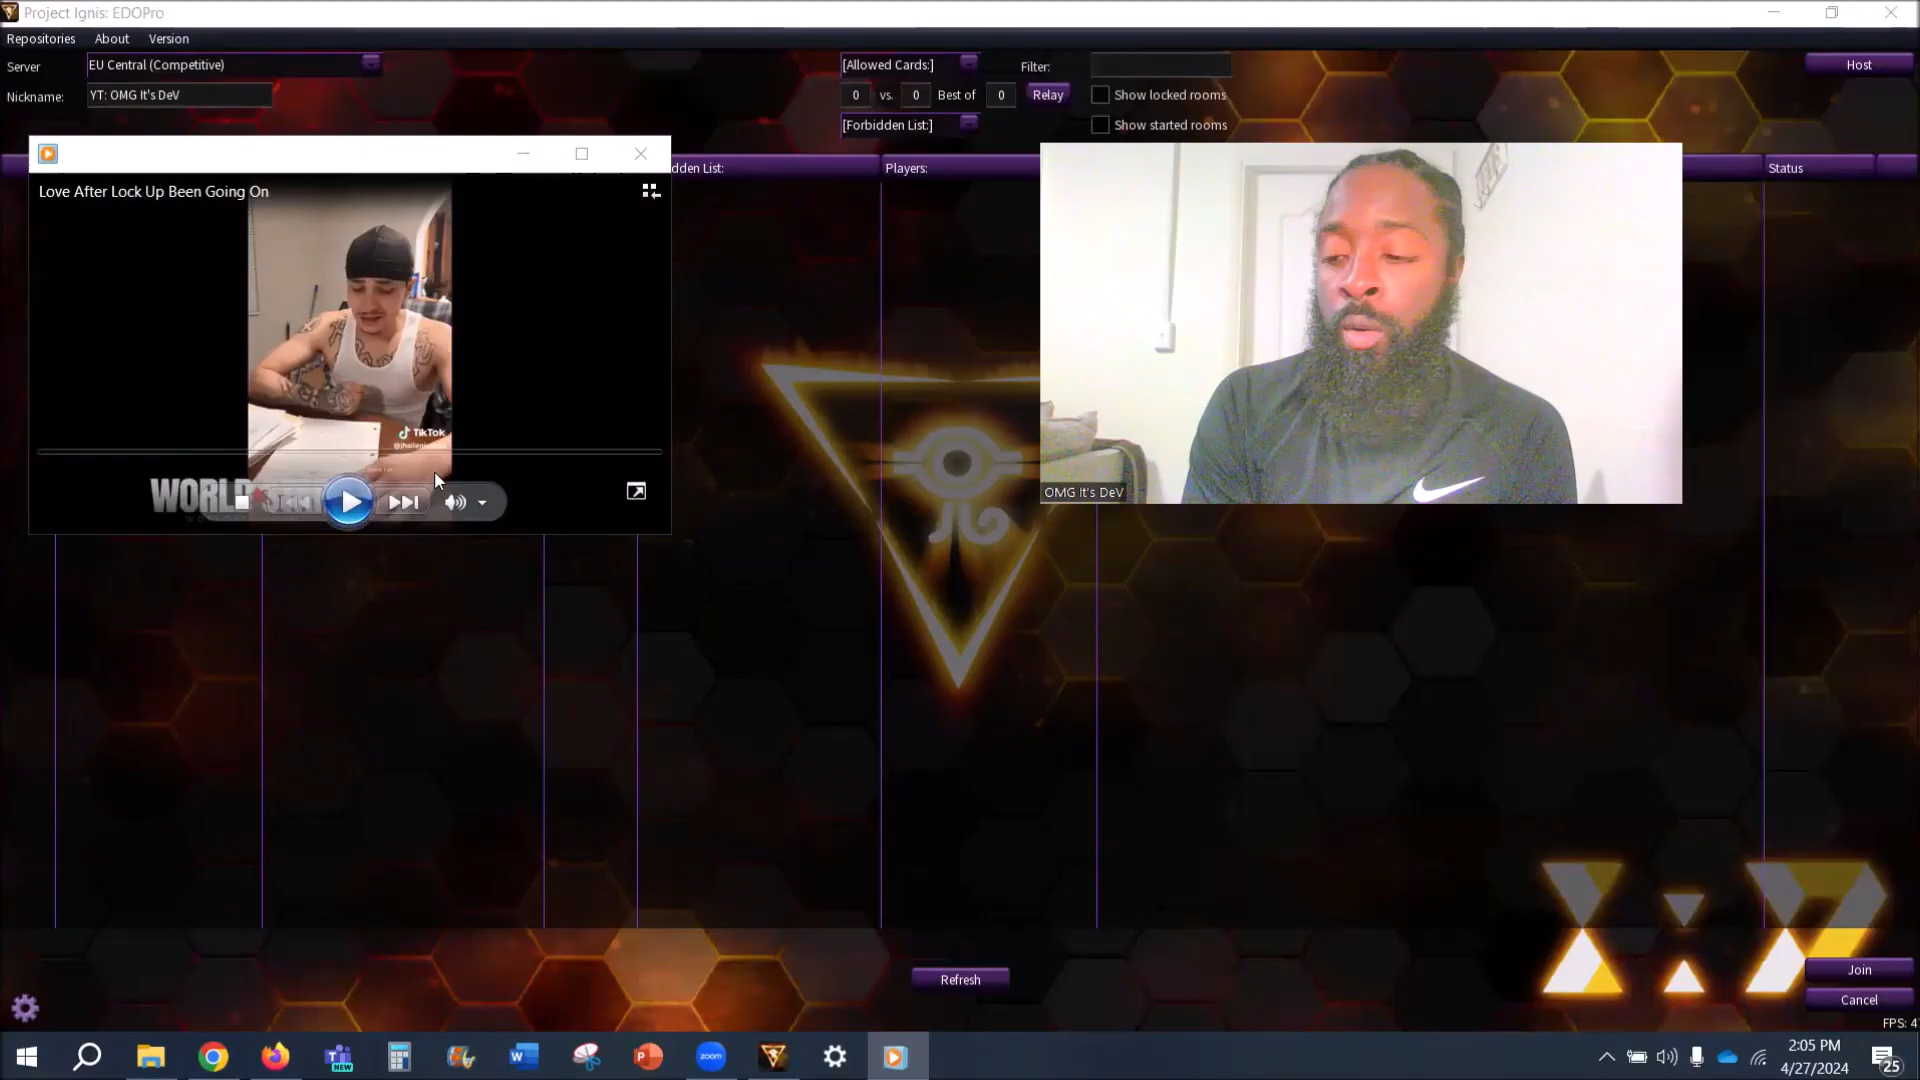 Project Ignis: EDOPro
Repositories About Version
Server EU Central (Competitive) [Allowed Cards:] Filter: Host
Nickname: YT: OMG It's DeV 0 vs. 0 Best of 0 Relay Show locked rooms
[Forbidden List:] Show started rooms
dden List: Players: Status
Love After Lock Up Been Going On
TikTok
WORLD
OMG It's DeV
Refresh
Join
Cancel
FPS: 4
NEW
zoom
2:05 PM
4/27/2024
25